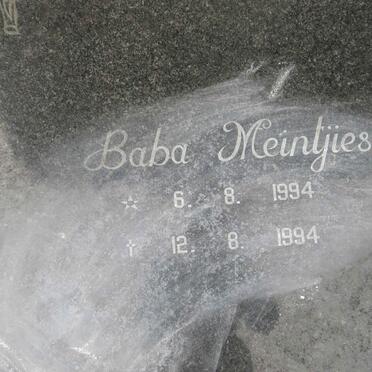 Baba Meintjies
☆ 6. 8. 1994
† 12. 8. 1994